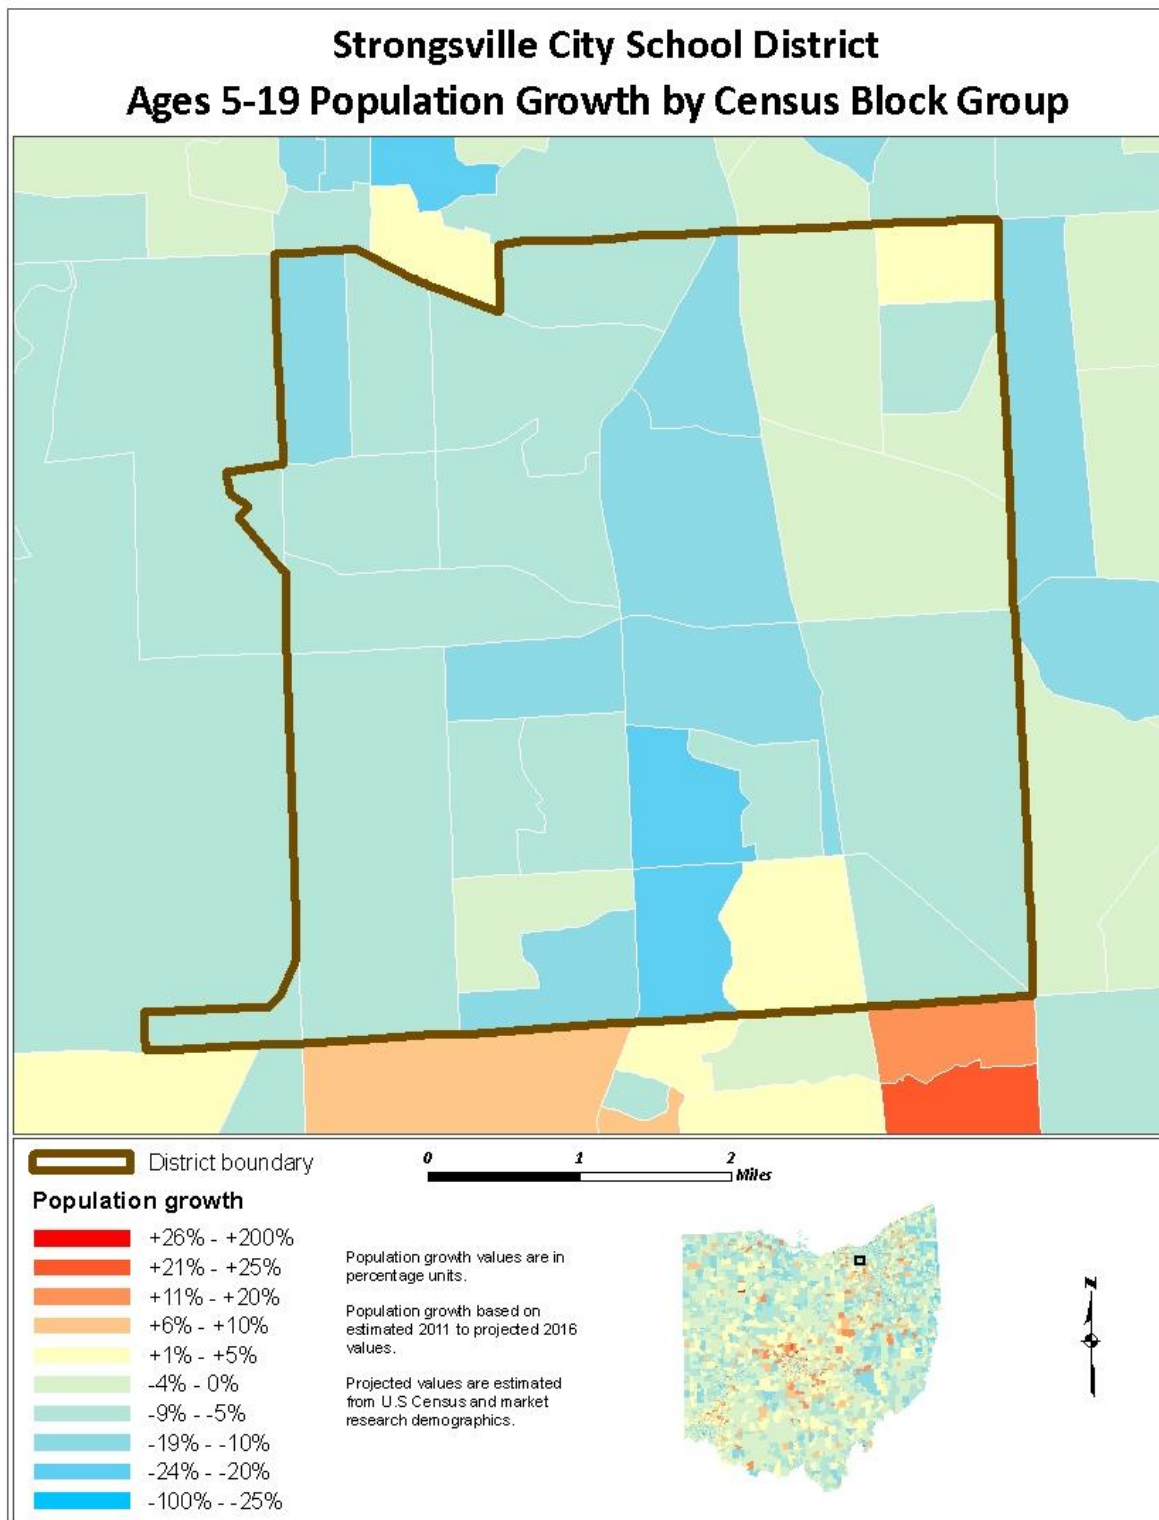 Strongsville City School District
Ages 5-19 Population Growth by Census Block Group
District boundary
0 1 2
Miles
Population growth
+26% - +200%
+21% - +25%
+11% - +20%
+6% - +10%
+1% - +5%
-4% - 0%
-9% - -5%
-19% - -10%
-24% - -20%
-100% - -25%
Population growth values are in
percentage units.
Population growth based on
estimated 2011 to projected 2016
values.
Projected values are estimated
from U.S Census and market
research demographics.
N